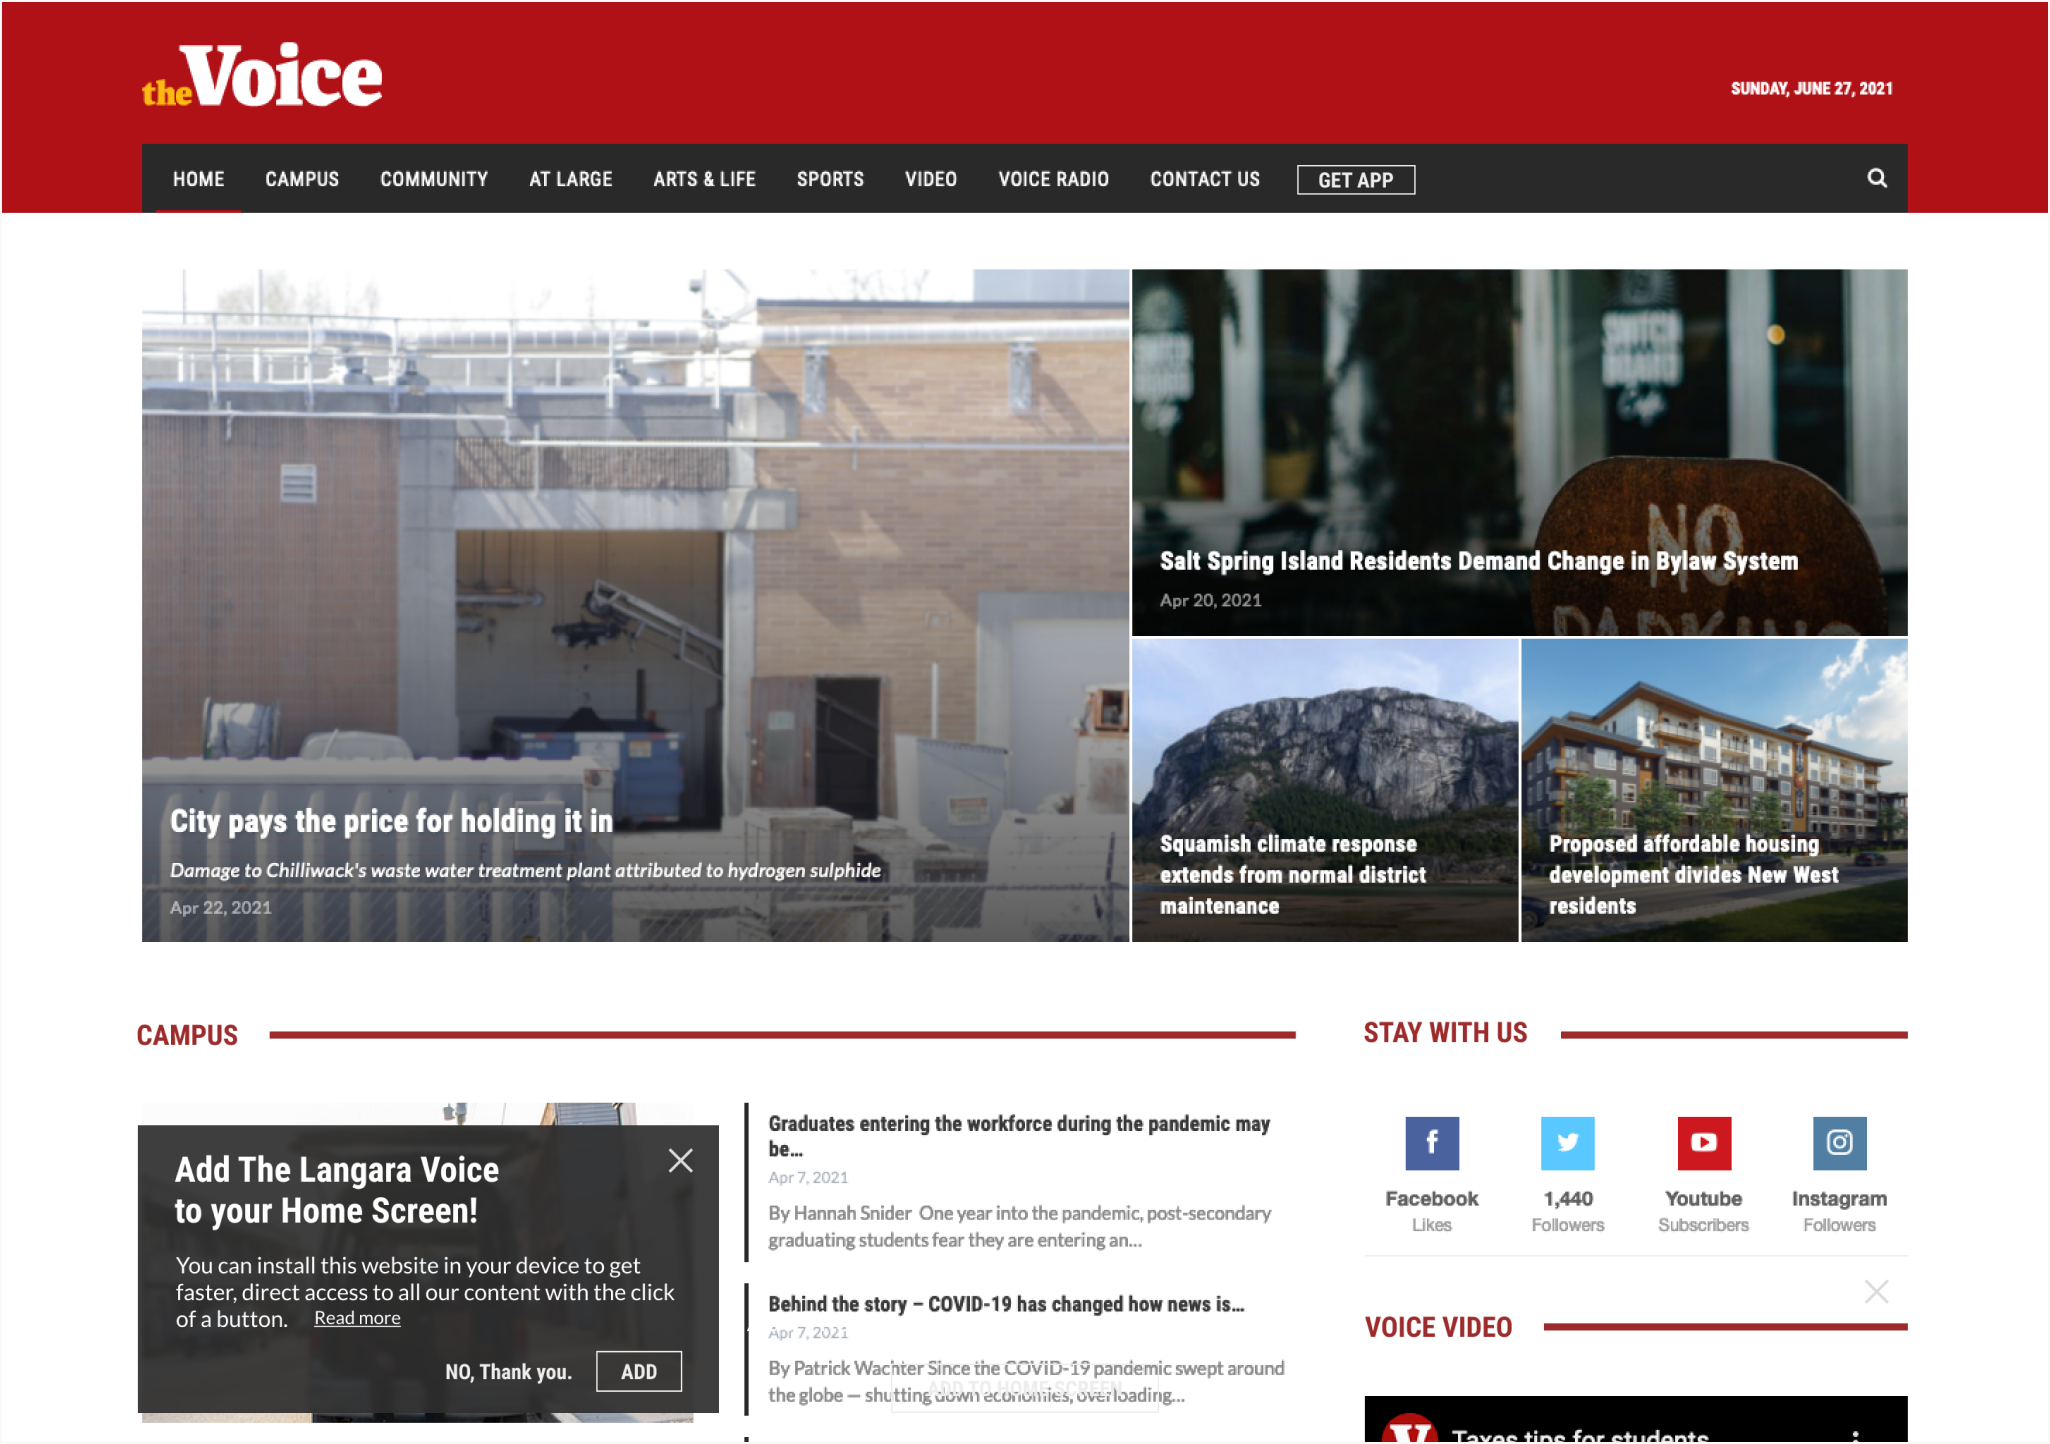 theVoice
SUNDAY, JUNE 27, 2021
HOME CAMPUS COMMUNITY AT LARGE ARTS & LIFE SPORTS VIDEO VOICE RADIO CONTACT US GET APP
NO
PARKING
Salt Spring Island Residents Demand Change in Bylaw System
Apr 20, 2021
City pays the price for holding it in
Damage to Chilliwack's waste water treatment plant attributed to hydrogen sulphide
Apr 22, 2021
Squamish climate response
extends from normal district
maintenance
Proposed affordable housing
development divides New West
residents
CAMPUS
Add The Langara Voice
to your Home Screen!
You can install this website in your device to get
faster, direct access to all our content with the click
of a button. Read more
NO, Thank you. ADD
Graduates entering the workforce during the pandemic may
be...
Apr 7, 2021
By Hannah Snider One year into the pandemic, post-secondary
graduating students fear they are entering an...
Behind the story – COVID-19 has changed how news is...
Apr 7, 2021
By Patrick Wachter Since the COVID-19 pandemic swept around
the globe — shutting down economies, overloading...
ADD TO HOME SCREEN
STAY WITH US
Facebook 1,440 Youtube Instagram
Likes Followers Subscribers Followers
VOICE VIDEO
V Taxes tips for students